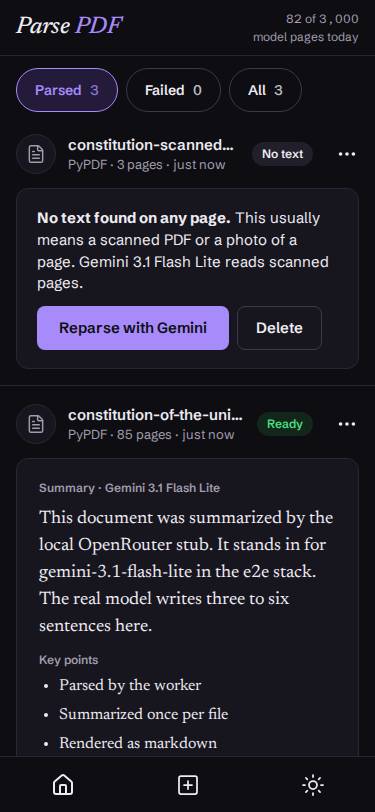 Parse PDF
82 of 3,000
model pages today
Parsed 3
Failed 0
All 3
constitution-scanned...
No text
PyPDF · 3 pages · just now
No text found on any page. This usually
means a scanned PDF or a photo of a
page. Gemini 3.1 Flash Lite reads scanned
pages.
Reparse with Gemini
Delete
constitution-of-the-uni...
Ready
PyPDF · 85 pages · just now
Summary · Gemini 3.1 Flash Lite
This document was summarized by the
local OpenRouter stub. It stands in for
gemini-3.1-flash-lite in the e2e stack.
The real model writes three to six
sentences here.
Key points
• Parsed by the worker
• Summarized once per file
• Rendered as markdown